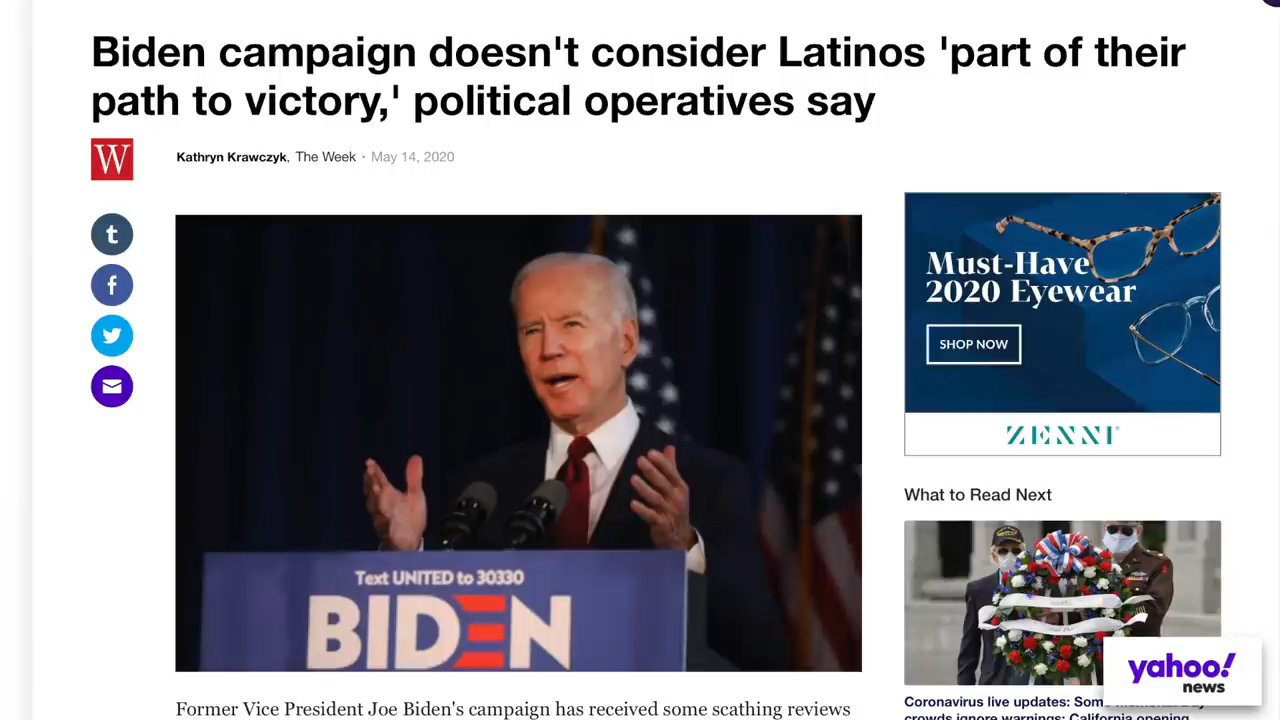 Biden campaign doesn't consider Latinos 'part of their
path to victory,' political operatives say
W
Kathryn Krawczyk, The Week • May 14, 2020
t
f
Text UNITED to 30330
BIDEN
Must-Have
2020 Eyewear
SHOP NOW
ZENNI®
What to Read Next
yahoo!
news
Coronavirus live updates: Some
crowds ignore warnings; California opening
Former Vice President Joe Biden's campaign has received some scathing reviews